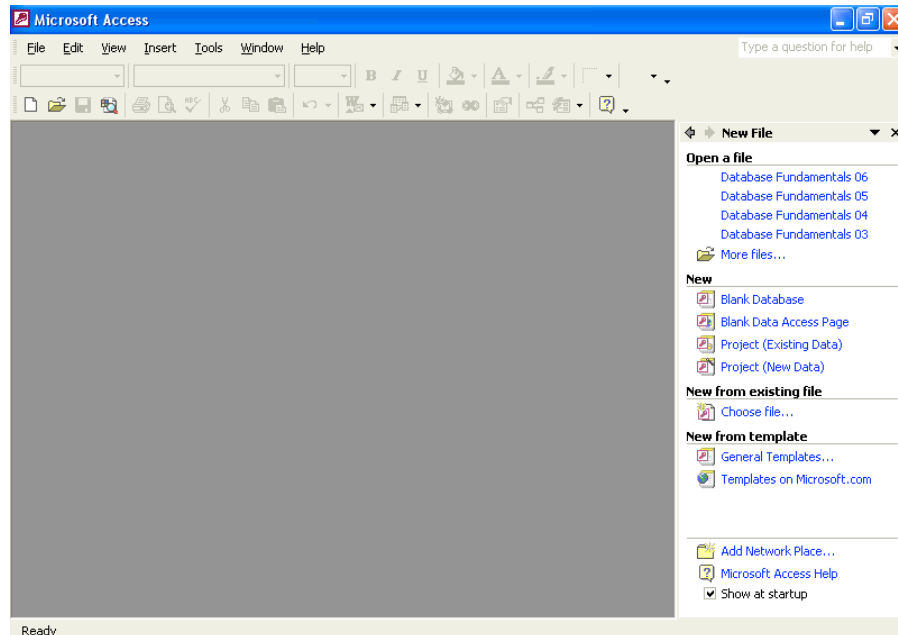 Microsoft Access
File Edit View Insert Tools Window Help Type a question for help
B I U A
New File
Open a file
Database Fundamentals 06
Database Fundamentals 05
Database Fundamentals 04
Database Fundamentals 03
More files...
New
Blank Database
Blank Data Access Page
Project (Existing Data)
Project (New Data)
New from existing file
Choose file...
New from template
General Templates...
Templates on Microsoft.com
Add Network Place...
Microsoft Access Help
Show at startup
Ready